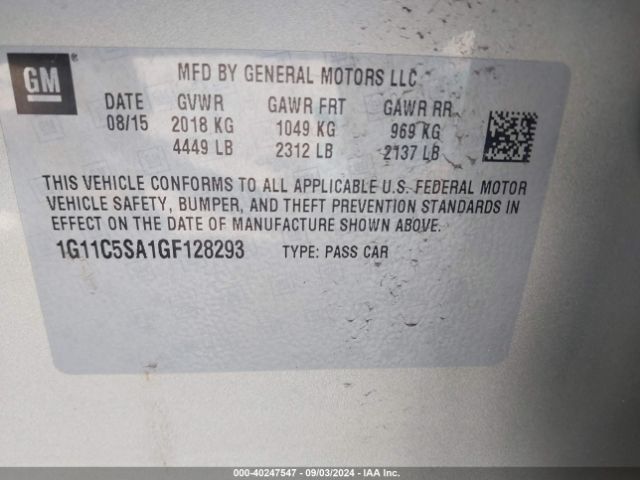 GM
MFD BY GENERAL MOTORS LLC
DATE GVWR GAWR FRT GAWR RR
08/15 2018 KG 1049 KG 969 KG
4449 LB 2312 LB 2137 LB
THIS VEHICLE CONFORMS TO ALL APPLICABLE U.S. FEDERAL MOTOR
VEHICLE SAFETY, BUMPER, AND THEFT PREVENTION STANDARDS IN
EFFECT ON THE DATE OF MANUFACTURE SHOWN ABOVE.
1G11C5SA1GF128293 TYPE: PASS CAR
000-40247547 - 09/03/2024 - IAA Inc.